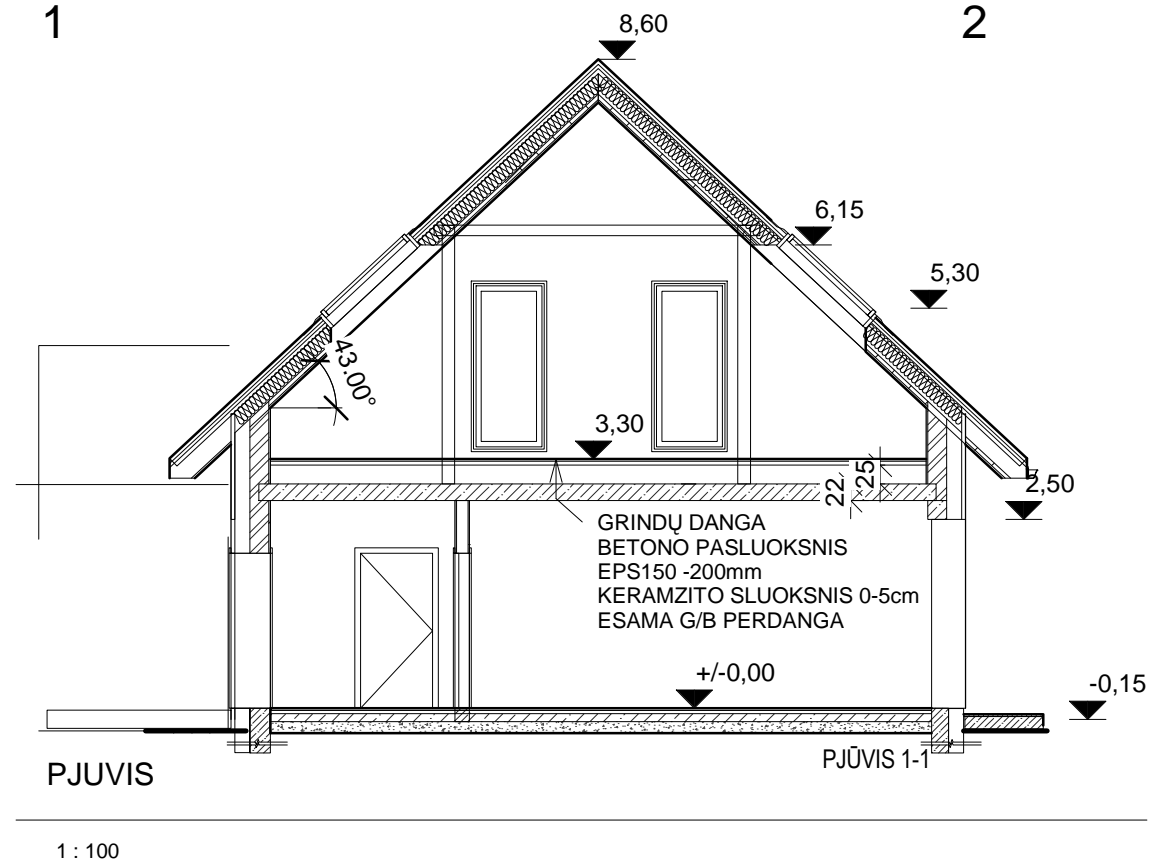 1
2
8,60
6,15
5,30
43.00°
3,30
22
25
2,50
GRINDŲ DANGA
BETONO PASLUOKSNIS
EPS150 -200mm
KERAMZITO SLUOKSNIS 0-5cm
ESAMA G/B PERDANGA
+/-0,00
-0,15
PJŪVIS 1-1
PJUVIS
1 : 100